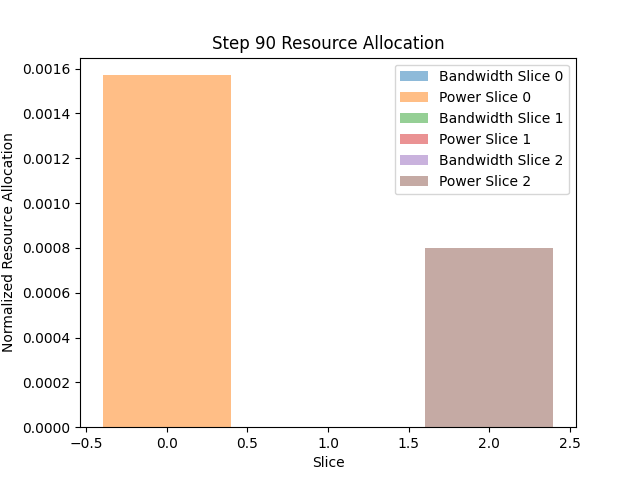 Step 90 Resource Allocation
Normalized Resource Allocation
0.0016
0.0014
0.0012
0.0010
0.0008
0.0006
0.0004
0.0002
0.0000
Bandwidth Slice 0
Power Slice 0
Bandwidth Slice 1
Power Slice 1
Bandwidth Slice 2
Power Slice 2
−0.5 0.0 0.5 1.0 1.5 2.0 2.5
Slice